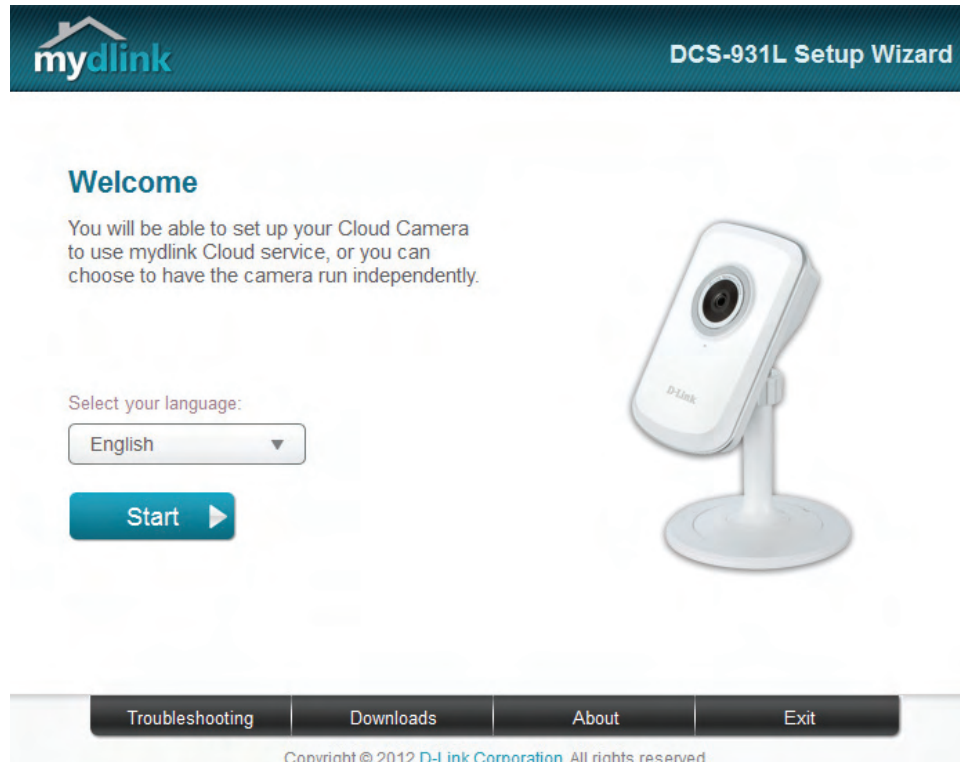 mydlink
DCS-931L Setup Wizard
Welcome
You will be able to set up your Cloud Camera
to use mydlink Cloud service, or you can
choose to have the camera run independently.
D-Link
Select your language:
English
Start
Troubleshooting Downloads About Exit
Copyright © 2012 D-Link Corporation. All rights reserved.